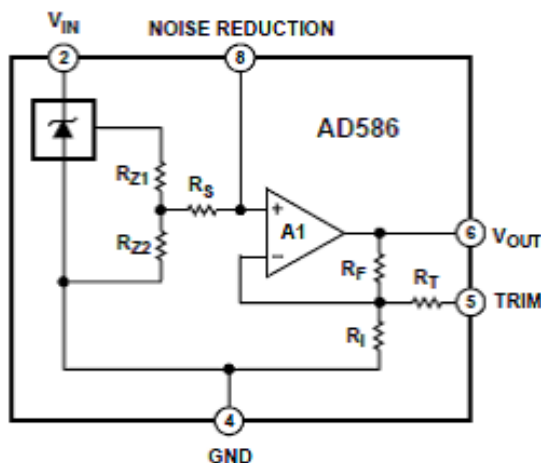 VIN
NOISE REDUCTION
2
8
AD586
RZ1
RS
RZ2
+
A1
−
6
VOUT
RF
RT
5
TRIM
RI
4
GND